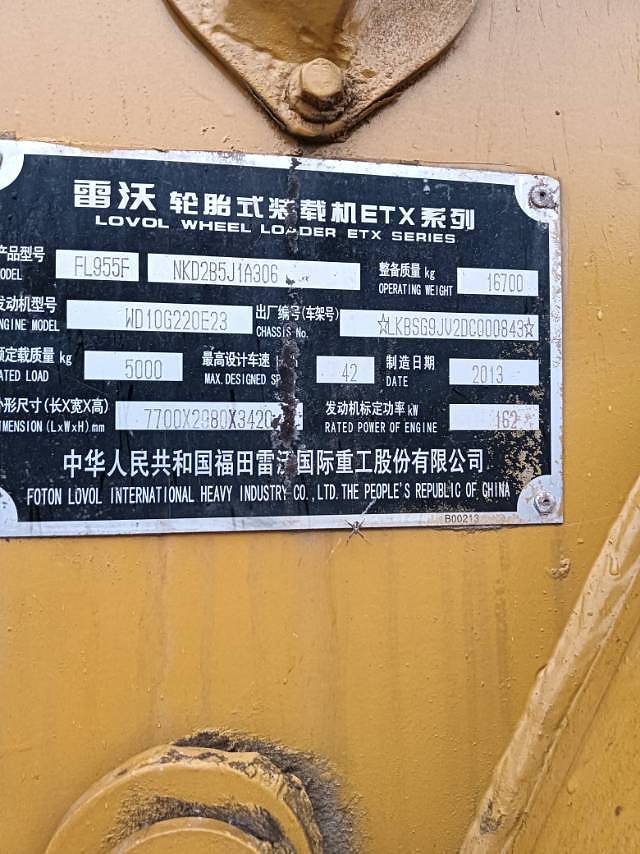 雷沃 轮胎式装载机ETX系列
LOVOL WHEEL LOADER ETX SERIES
产品型号 FL955F NKD2B5J1A306 整备质量 kg 16700
MODEL OPERATING WEIGHT
发动机型号 WD10G220E23 出厂编号(车架号) ☆LKBSG9JV2DC000843☆
ENGINE MODEL CHASSIS No.
额定载质量 kg 5000 最高设计车速 42 制造日期 2013
RATED LOAD MAX. DESIGNED DATE
外形尺寸(长X宽X高) 7700X2980X3420 发动机标定功率 kW 162
DIMENSION(LxWxH)mm RATED POWER OF ENGINE
中华人民共和国福田雷沃国际重工股份有限公司
FOTON LOVOL INTERNATIONAL HEAVY INDUSTRY CO., LTD. THE PEOPLE'S REPUBLIC OF CHINA
B00213